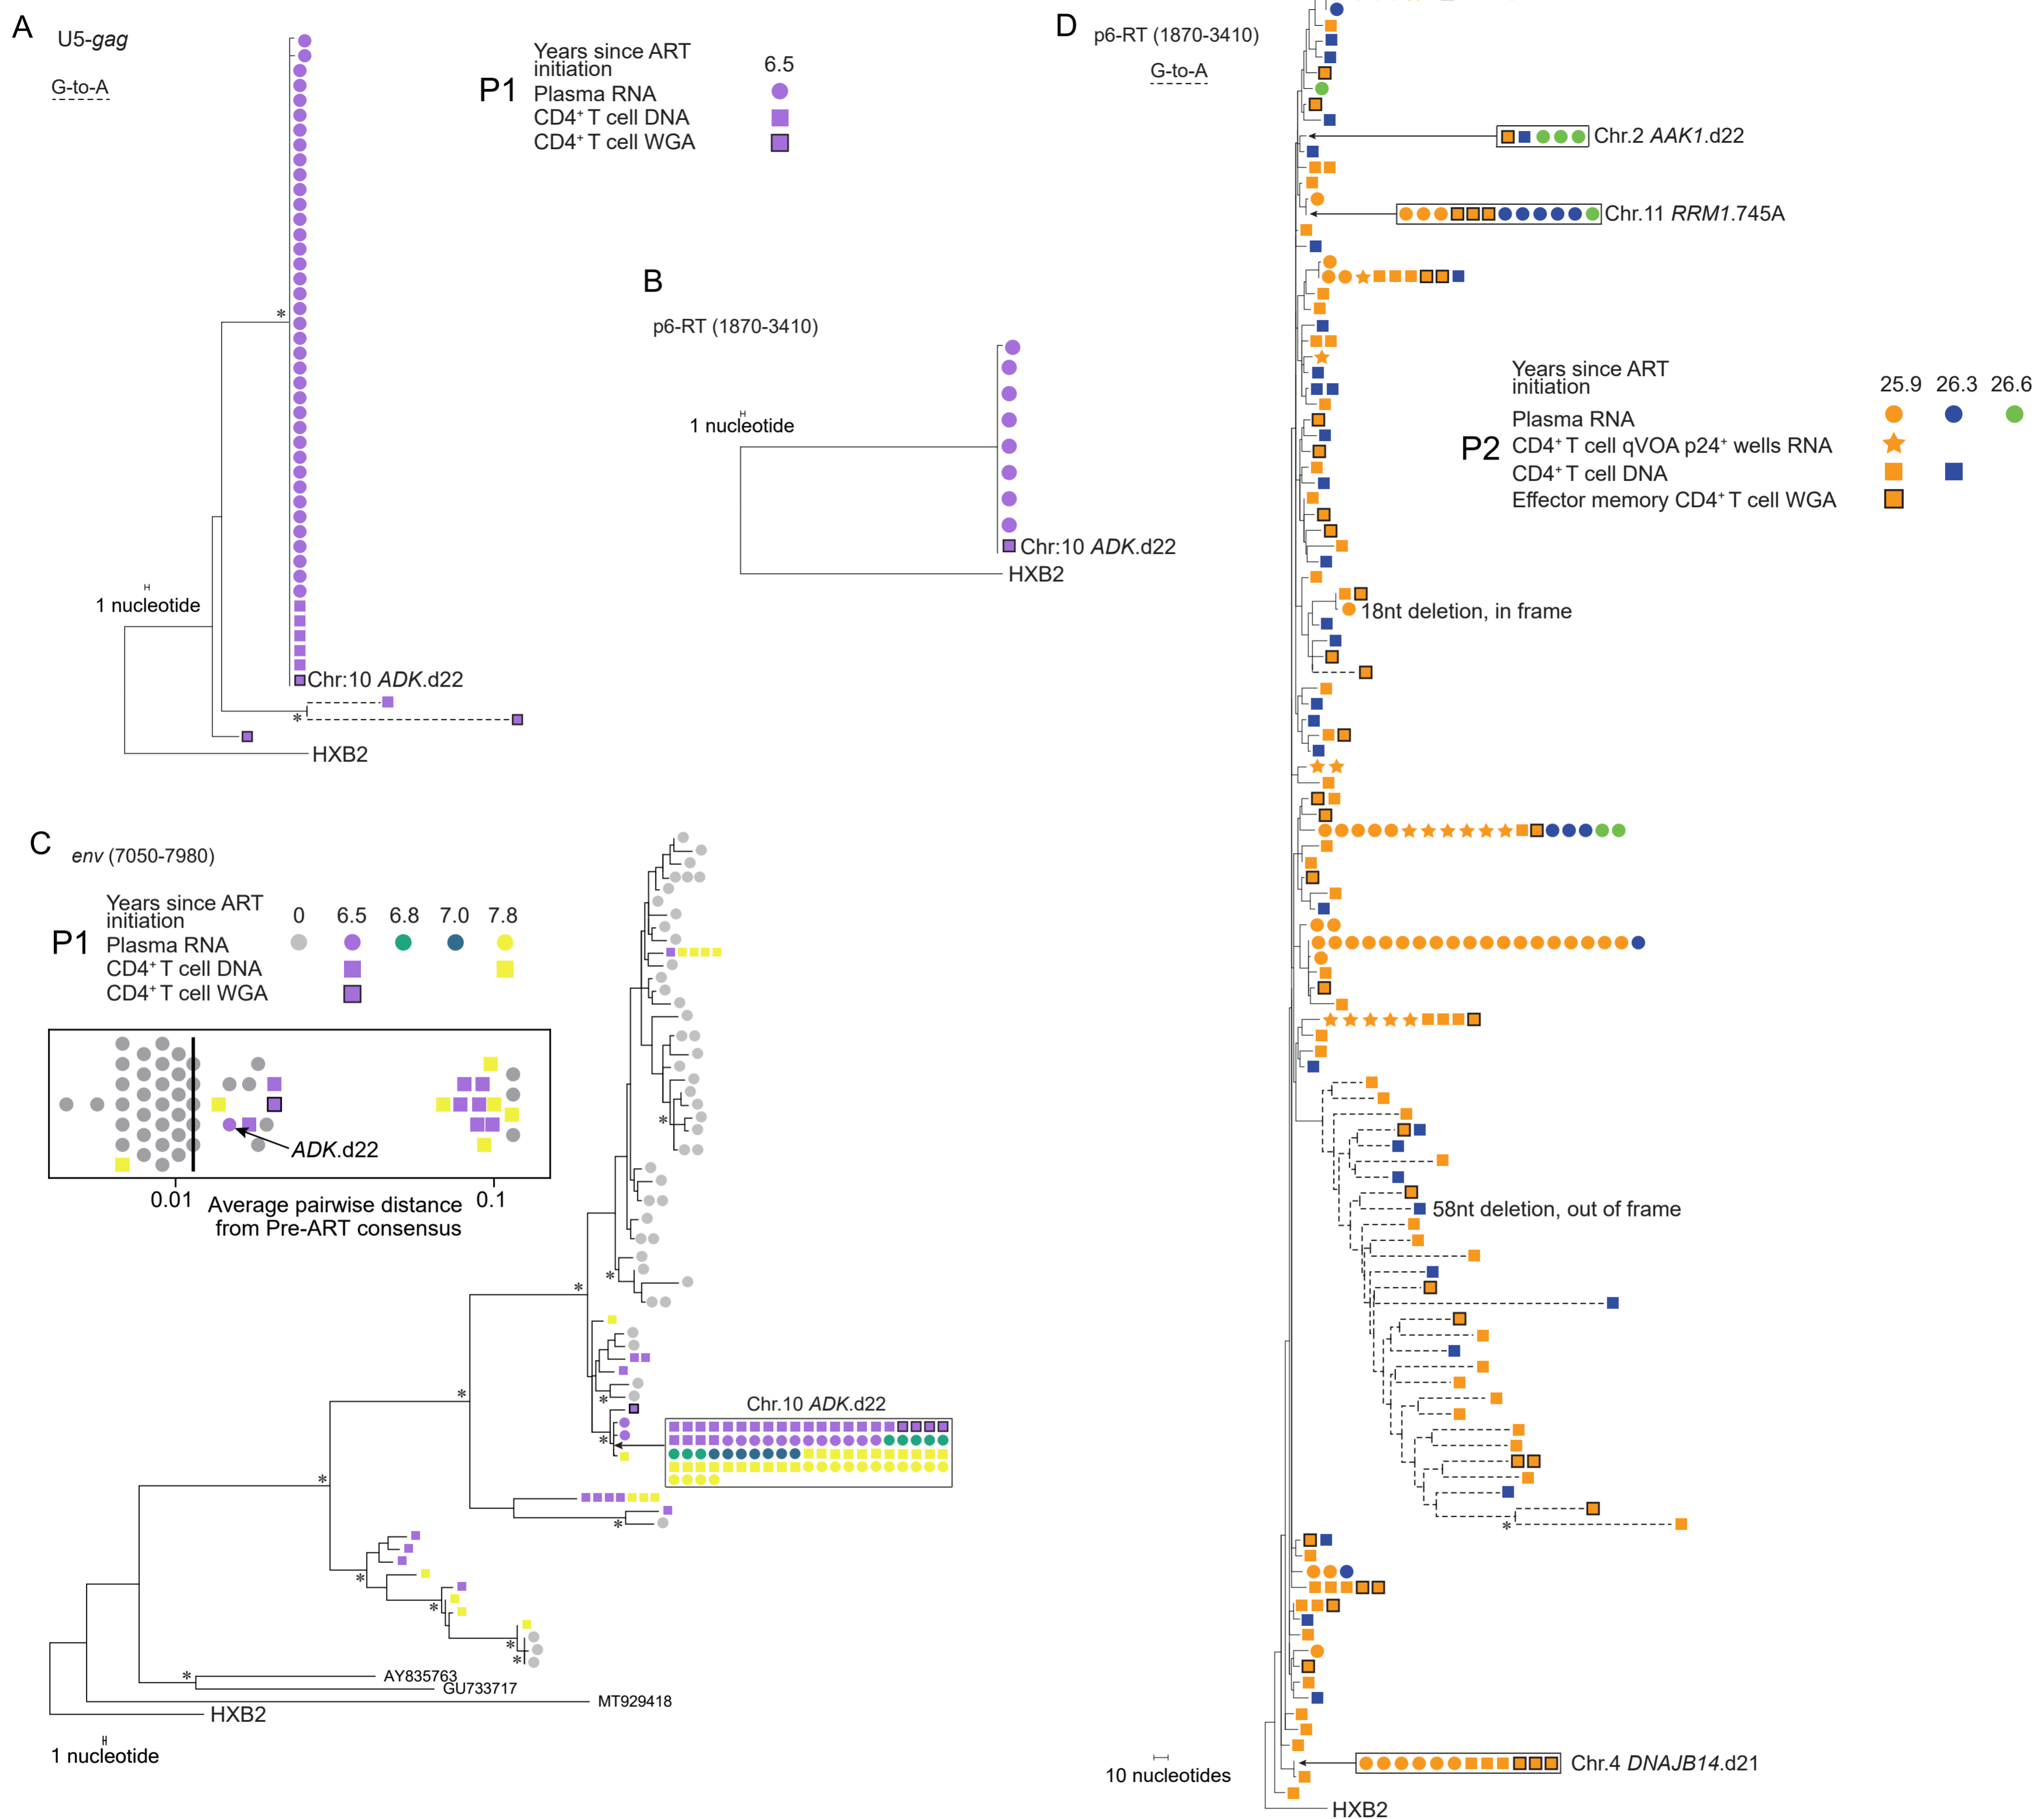 A
U5-gag
G-to-A
P1
Years since ART
initiation
6.5
Plasma RNA
CD4+ T cell DNA
CD4+ T cell WGA
*
1 nucleotide
Chr:10 ADK.d22
*
HXB2
B
p6-RT (1870-3410)
1 nucleotide
Chr:10 ADK.d22
HXB2
C
env (7050-7980)
P1
Years since ART
initiation
0 6.5 6.8 7.0 7.8
Plasma RNA
CD4+ T cell DNA
CD4+ T cell WGA
ADK.d22
0.01
0.1
Average pairwise distance
from Pre-ART consensus
*
*
*
*
*
*
Chr.10 ADK.d22
*
*
*
*
*
*
*
AY835763
GU733717
MT929418
HXB2
1 nucleotide
D
p6-RT (1870-3410)
G-to-A
Chr.2 AAK1.d22
Chr.11 RRM1.745A
P2
Years since ART
initiation
25.9 26.3 26.6
Plasma RNA
CD4+ T cell qVOA p24+ wells RNA
CD4+ T cell DNA
Effector memory CD4+ T cell WGA
18nt deletion, in frame
58nt deletion, out of frame
*
10 nucleotides
Chr.4 DNAJB14.d21
HXB2